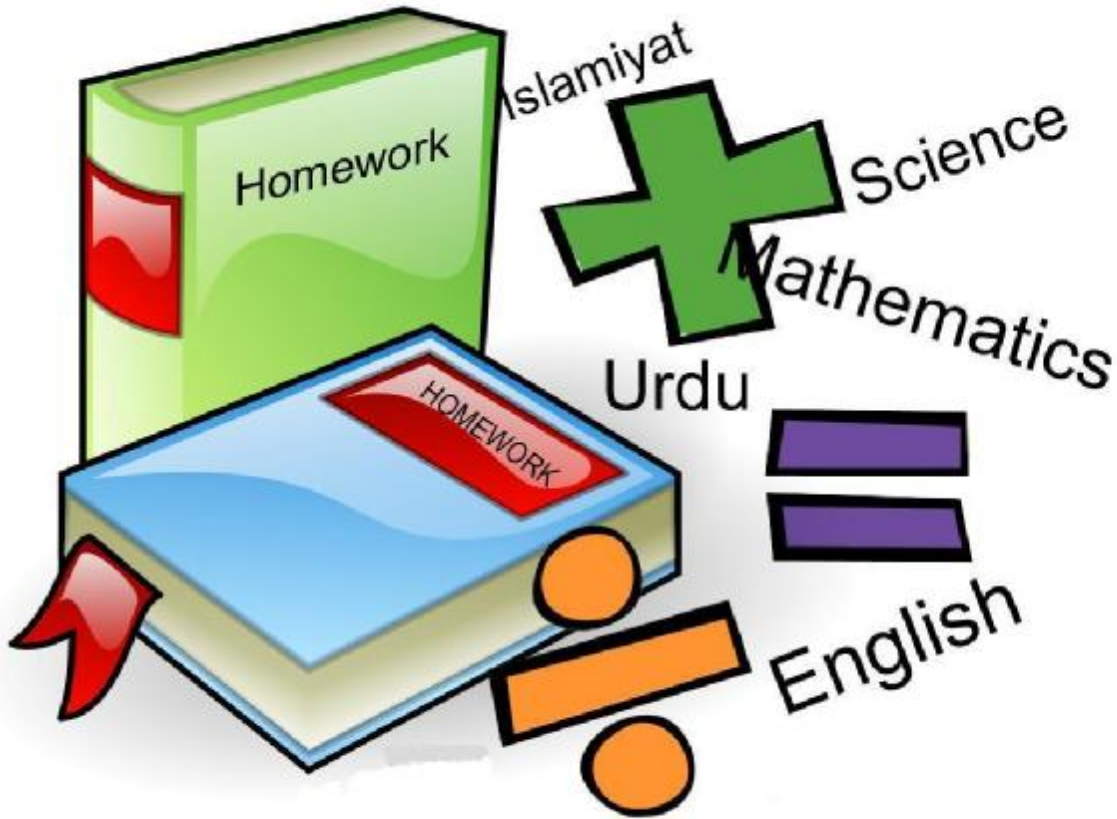 Islamiyat
Homework
Science
Mathematics
Urdu
HOMEWORK
English